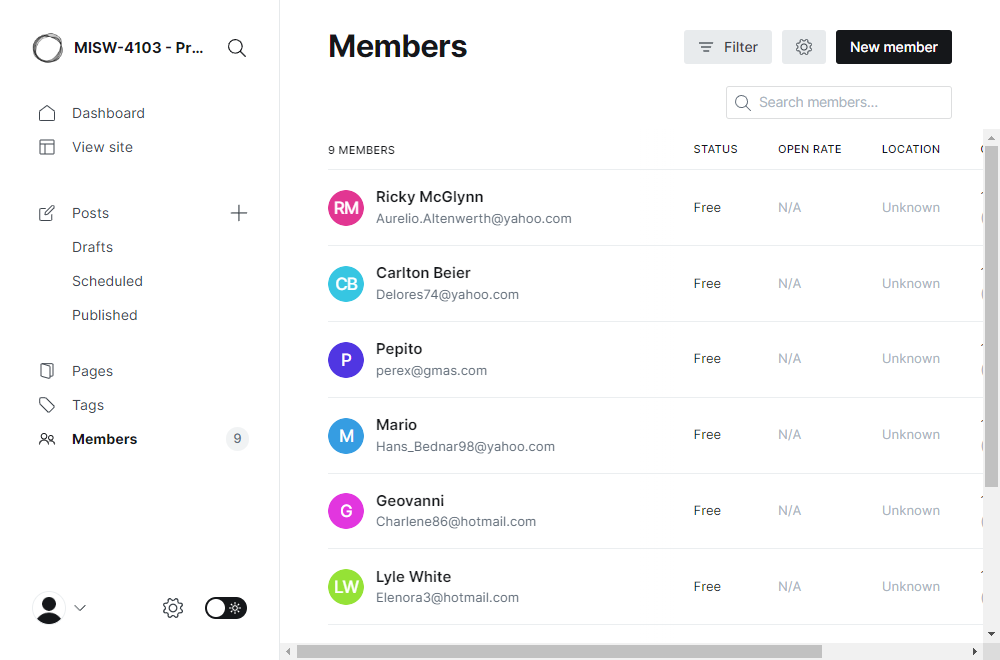 MISW-4103 - Pr...
Dashboard
View site
Posts
Drafts
Scheduled
Published
Pages
Tags
Members
9
Members
Filter
New member
Search members...
9 MEMBERS STATUS OPEN RATE LOCATION
RM Ricky McGlynn
Aurelio.Altenwerth@yahoo.com
Free N/A Unknown
CB Carlton Beier
Delores74@yahoo.com
Free N/A Unknown
P Pepito
perex@gmas.com
Free N/A Unknown
M Mario
Hans_Bednar98@yahoo.com
Free N/A Unknown
G Geovanni
Charlene86@hotmail.com
Free N/A Unknown
LW Lyle White
Elenora3@hotmail.com
Free N/A Unknown